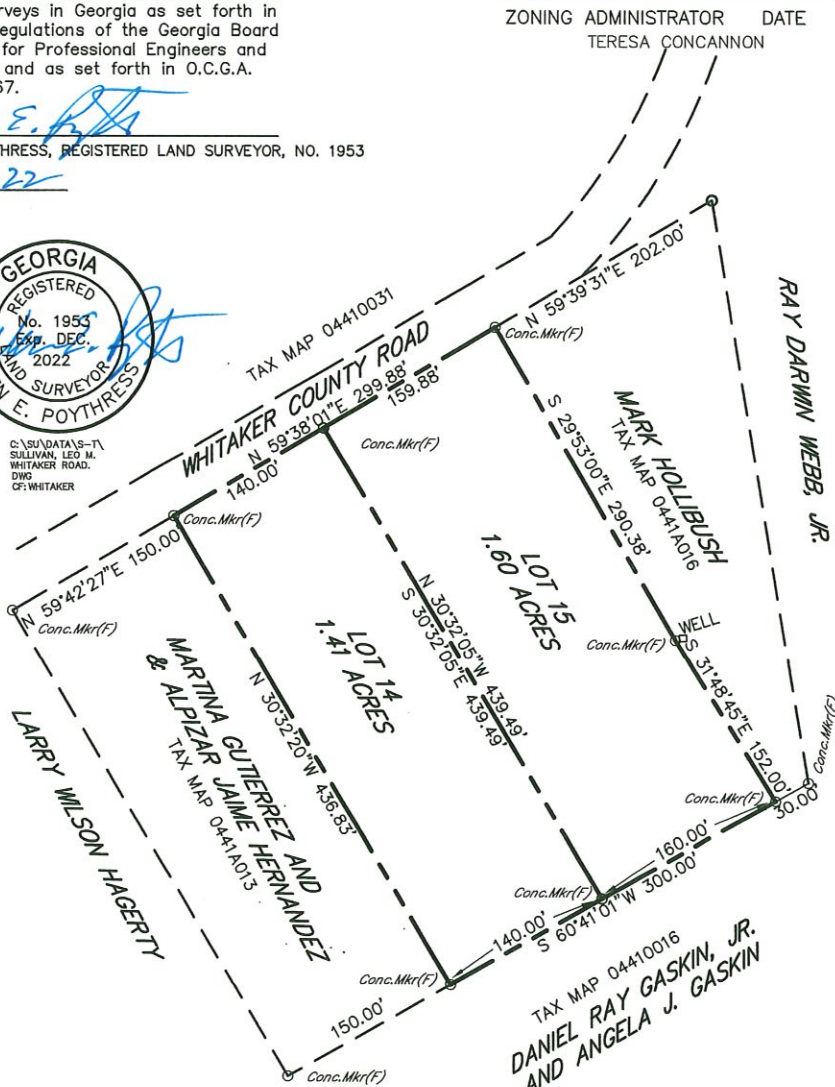 rveys in Georgia as set forth in
egulations of the Georgia Board
for Professional Engineers and
and as set forth in O.C.G.A.
67.
E.
THRESS, REGISTERED LAND SURVEYOR, NO. 1953
22
ZONING ADMINISTRATOR DATE
TERESA CONCANNON
GEORGIA
REGISTERED
No. 1953
Exp. DEC.
2022
AND SURVEYOR
N E. POYTHRESS
C:\SU\DATA\S-T\
SULLIVAN, LEO M.
WHITAKER ROAD.
DWG
CF: WHITAKER
TAX MAP 04410031
WHITAKER COUNTY ROAD
N 59°39'31"E 202.00'
N 59°38'01"E 299.88'
159.88'
140.00'
N 59°42'27"E 150.00'
Conc.Mkr(F)
Conc.Mkr(F)
Conc.Mkr(F)
Conc.Mkr(F)
RAY DARWIN WEBB, JR.
MARK HOLLIBUSH
TAX MAP 0441A016
S 29°53'00"E 290.38'
LOT 15
1.60 ACRES
WELL
Conc.Mkr(F)
S 31°48'45"E 152.00'
N 30°32'05"W 439.49'
S 30°32'05"E 439.49'
LOT 14
1.41 ACRES
N 30°32'20"W 436.83'
MARTINA GUTIERREZ AND
& ALPIZAR JAIME HERNANDEZ
TAX MAP 0441A013
LARRY WILSON HAGERTY
Conc.Mkr(F)
30.00'
Conc.Mkr(F)
160.00'
Conc.Mkr(F)
S 60°41'01"W 300.00'
140.00'
Conc.Mkr(F)
150.00'
Conc.Mkr(F)
TAX MAP 04410016
DANIEL RAY GASKIN, JR.
AND ANGELA J. GASKIN